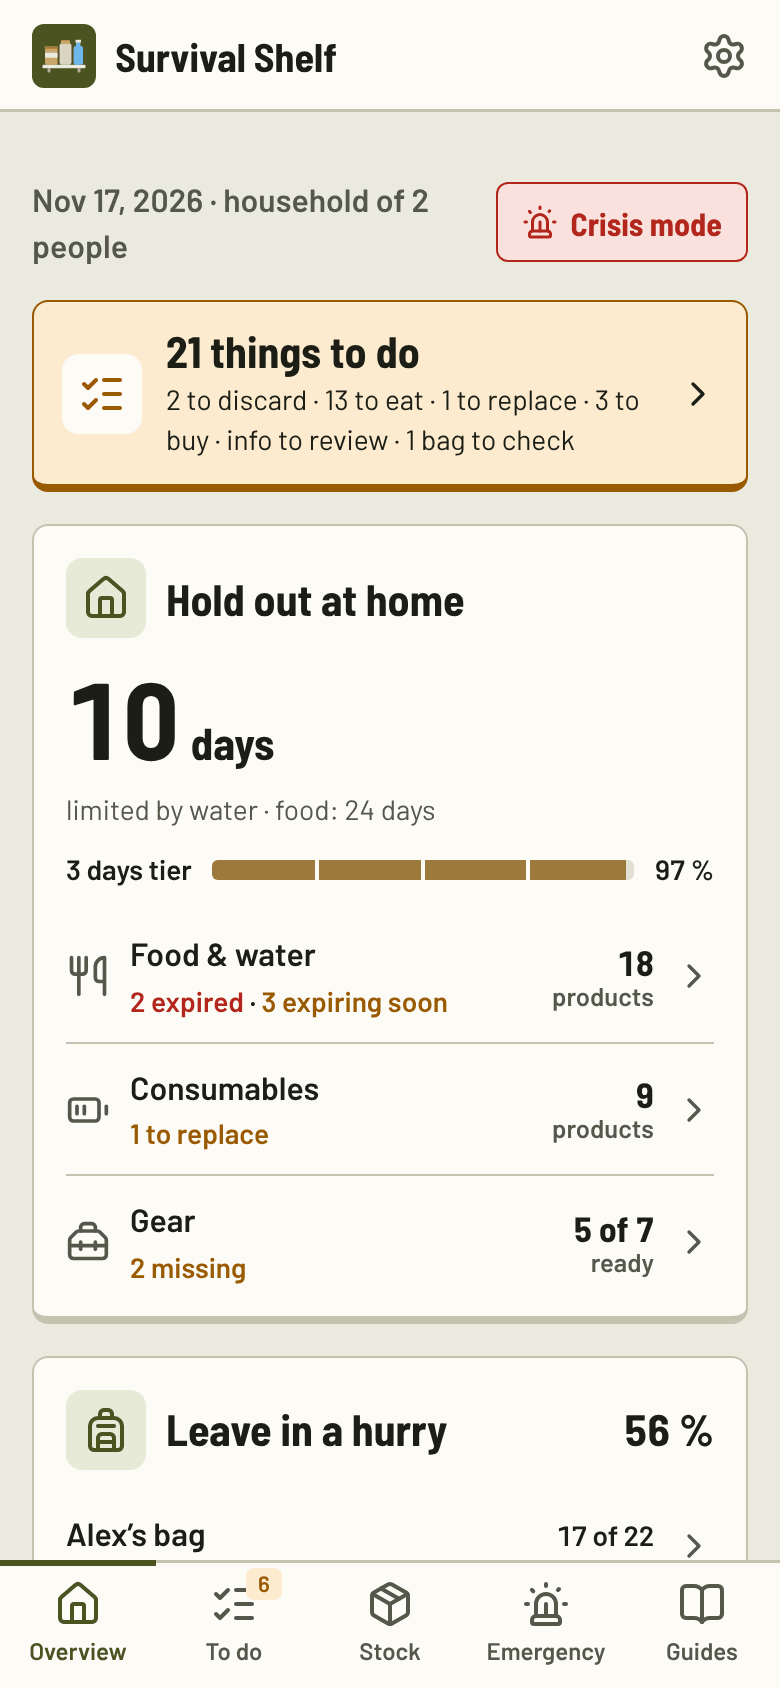 Survival Shelf
Nov 17, 2026 · household of 2
people
Crisis mode
21 things to do
2 to discard · 13 to eat · 1 to replace · 3 to
buy · info to review · 1 bag to check
Hold out at home
10 days
limited by water · food: 24 days
3 days tier 97 %
Food & water
2 expired · 3 expiring soon
18
products
Consumables
1 to replace
9
products
Gear
2 missing
5 of 7
ready
Leave in a hurry 56 %
Alex’s bag 17 of 22
6
Overview To do Stock Emergency Guides